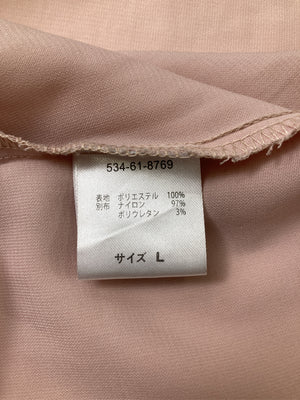 534-61-8769
表地 ポリエステル 100%
別布 ナイロン 97%
ポリウレタン 3%
サイズ L